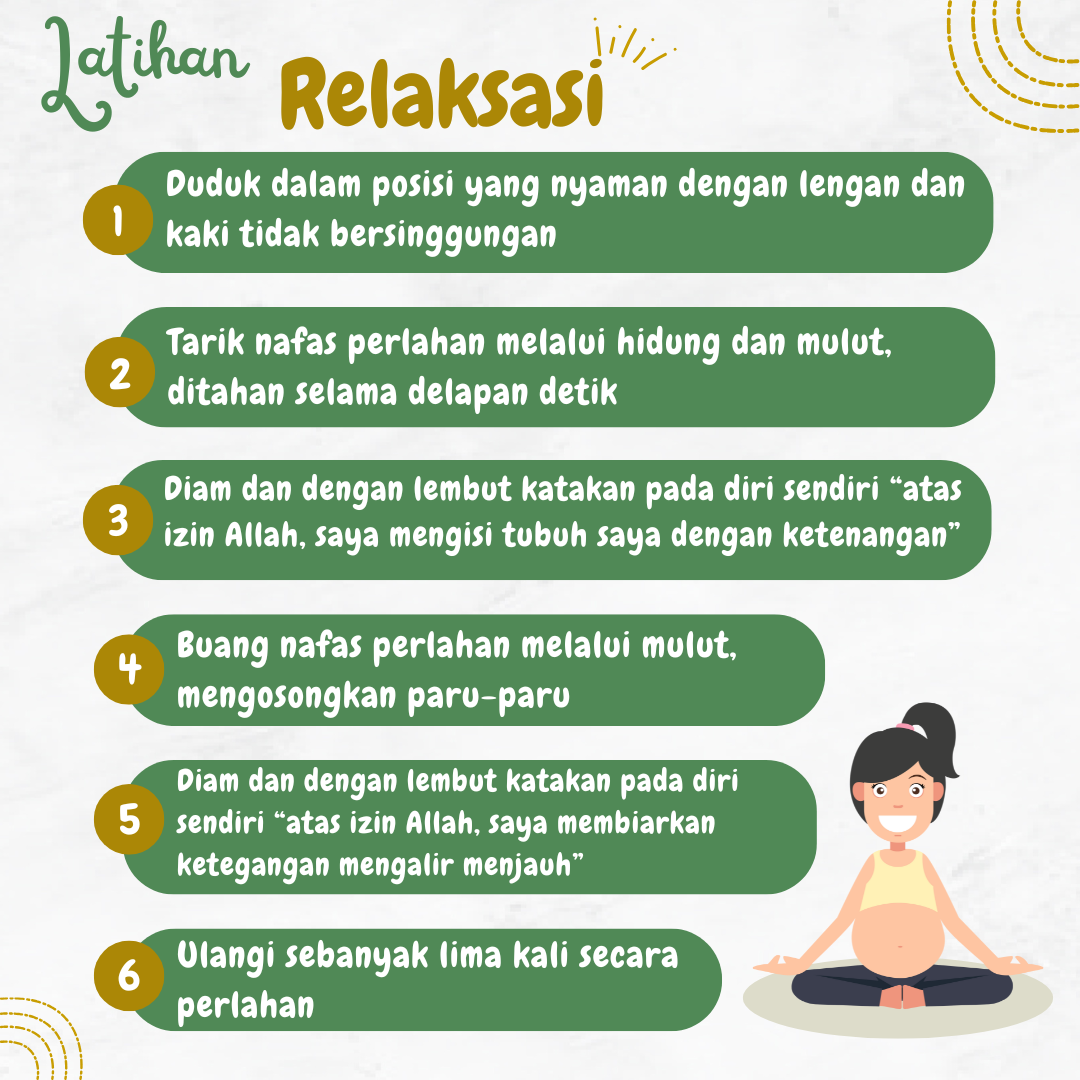 Latihan
Relaksasi
1
Duduk dalam posisi yang nyaman dengan lengan dan
kaki tidak bersinggungan
2
Tarik nafas perlahan melalui hidung dan mulut,
ditahan selama delapan detik
3
Diam dan dengan lembut katakan pada diri sendiri “atas
izin Allah, saya mengisi tubuh saya dengan ketenangan”
4
Buang nafas perlahan melalui mulut,
mengosongkan paru-paru
5
Diam dan dengan lembut katakan pada diri
sendiri “atas izin Allah, saya membiarkan
ketegangan mengalir menjauh”
6
Ulangi sebanyak lima kali secara
perlahan